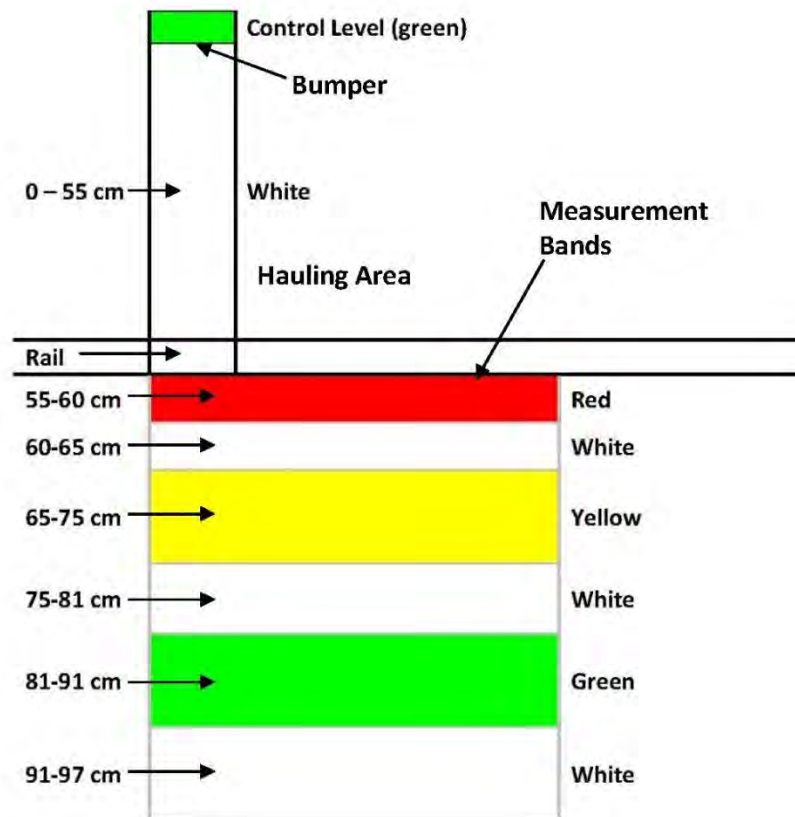 Control Level (green)
Bumper
0 – 55 cm
White
Measurement
Bands
Hauling Area
Rail
55-60 cm
Red
60-65 cm
White
65-75 cm
Yellow
75-81 cm
White
81-91 cm
Green
91-97 cm
White